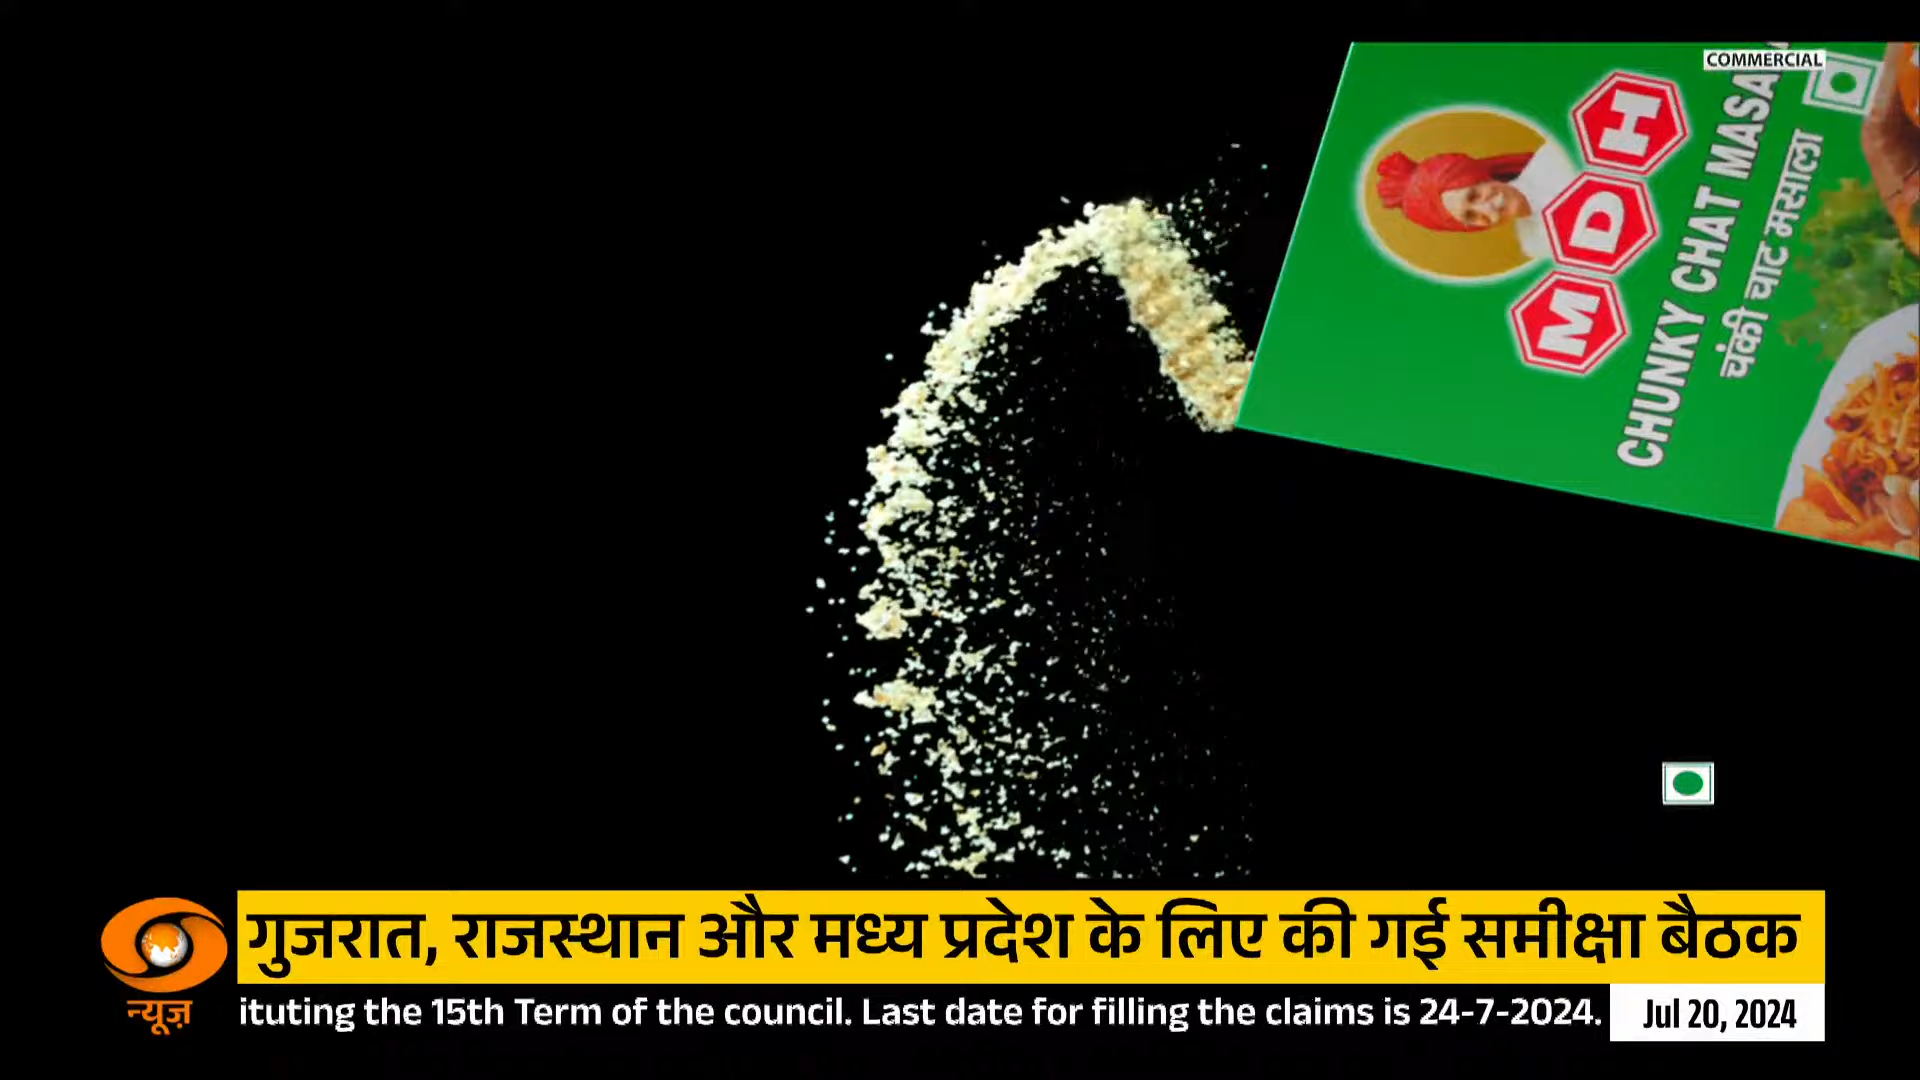 COMMERCIAL
MDH
CHUNKY CHAT MASA
चंकी चाट मसाला
गुजरात, राजस्थान और मध्य प्रदेश के लिए की गई समीक्षा बैठक
न्यूज़
ituting the 15th Term of the council. Last date for filling the claims is 24-7-2024.
Jul 20, 2024